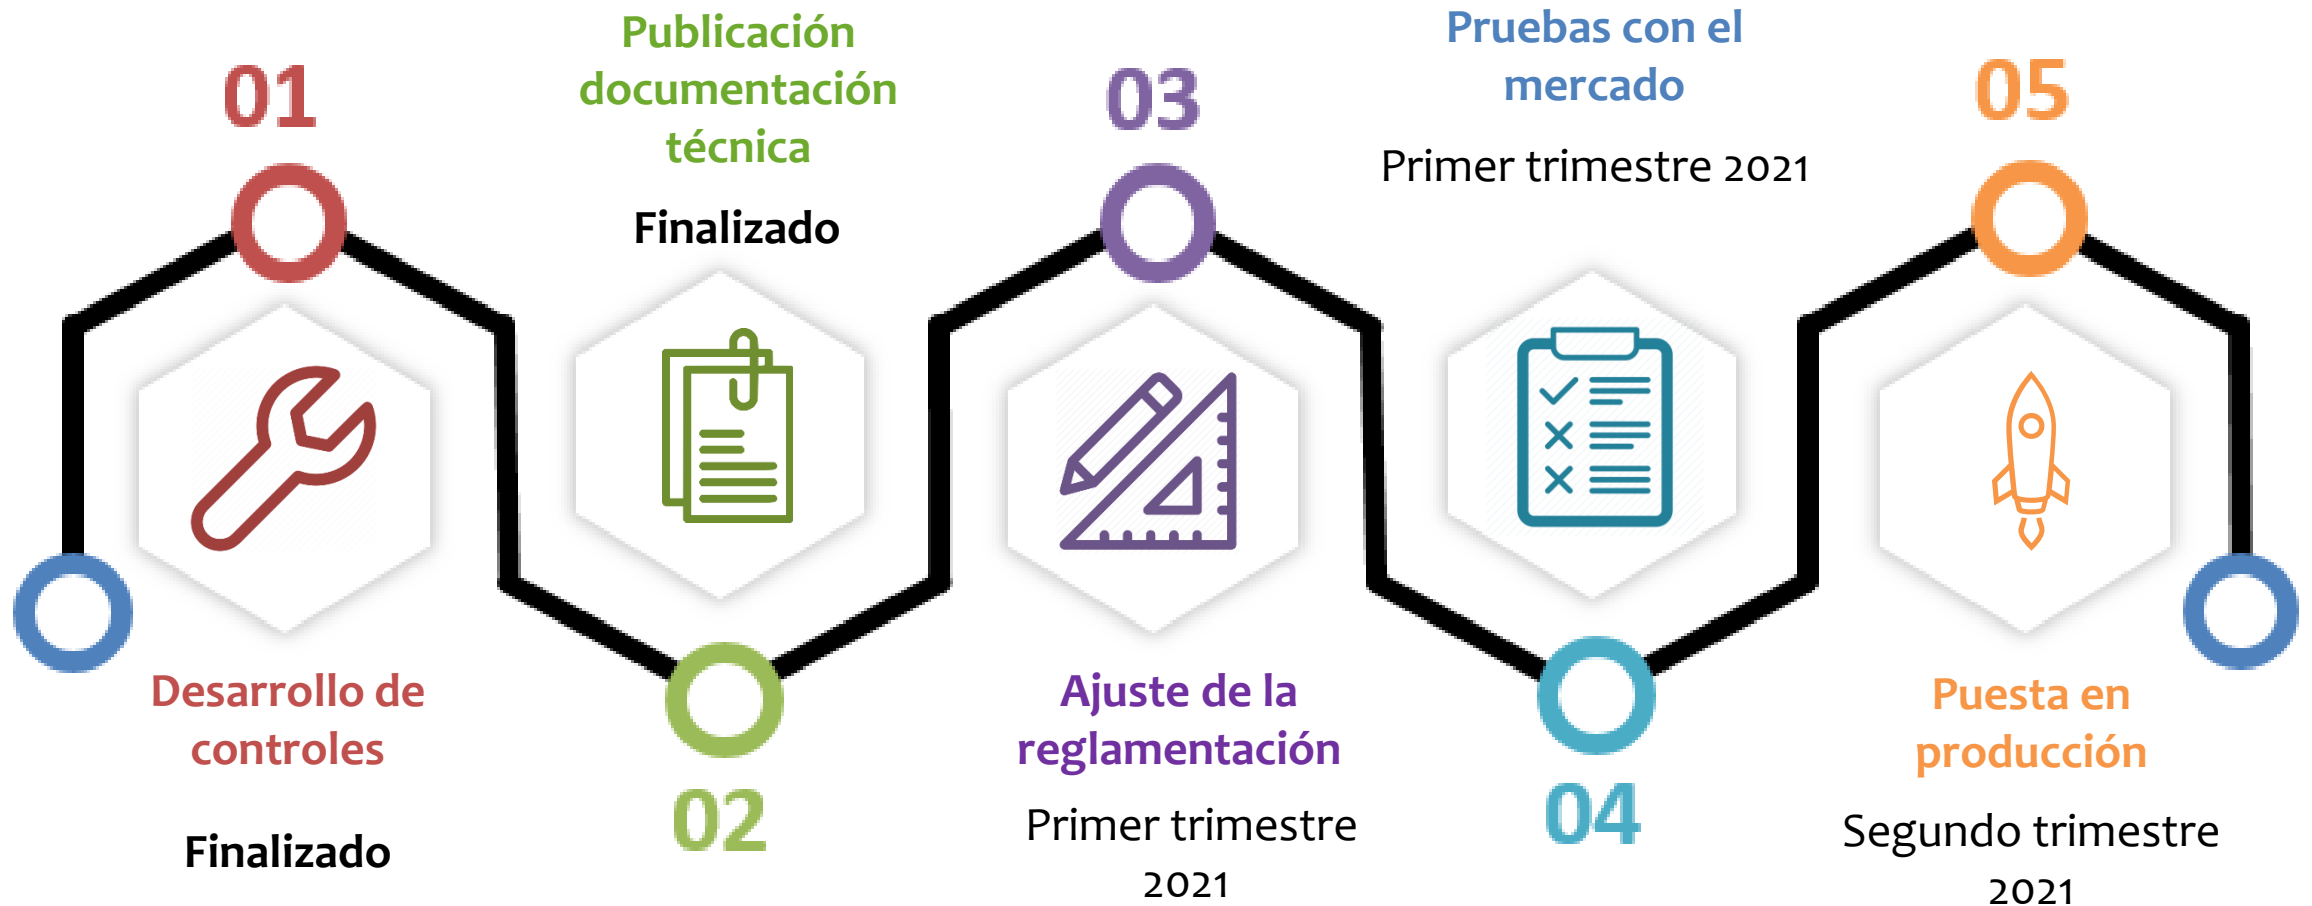 01
Desarrollo de
controles
Finalizado
Publicación
documentación
técnica
Finalizado
02
03
Ajuste de la
reglamentación
Primer trimestre
2021
Pruebas con el
mercado
Primer trimestre 2021
04
05
Puesta en
producción
Segundo trimestre
2021